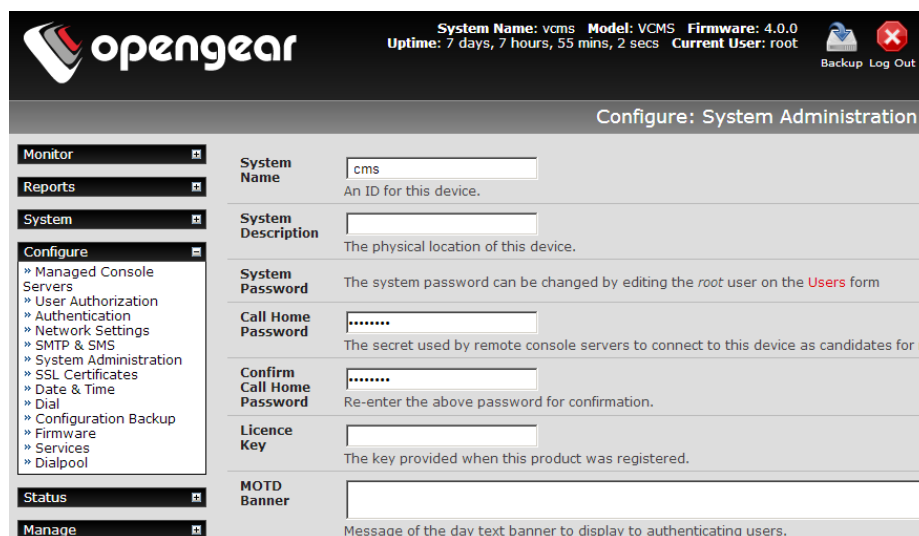 opengear
System Name: vcms Model: VCMS Firmware: 4.0.0
Uptime: 7 days, 7 hours, 55 mins, 2 secs Current User: root
Backup Log Out
Configure: System Administration
Monitor
Reports
System
Configure
» Managed Console
Servers
» User Authorization
» Authentication
» Network Settings
» SMTP & SMS
» System Administration
» SSL Certificates
» Date & Time
» Dial
» Configuration Backup
» Firmware
» Services
» Dialpool
Status
Manage
System
Name
cms
An ID for this device.
System
Description
The physical location of this device.
System
Password
The system password can be changed by editing the root user on the Users form
Call Home
Password
••••••••
The secret used by remote console servers to connect to this device as candidates for
Confirm
Call Home
Password
••••••••
Re-enter the above password for confirmation.
Licence
Key
The key provided when this product was registered.
MOTD
Banner
Message of the day text banner to display to authenticating users.